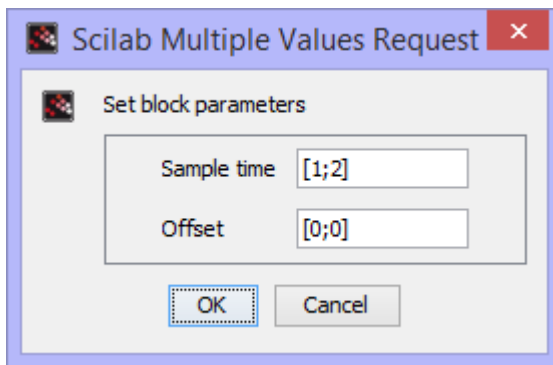 Scilab Multiple Values Request
Set block parameters
Sample time [1;2]
Offset [0;0]
OK Cancel